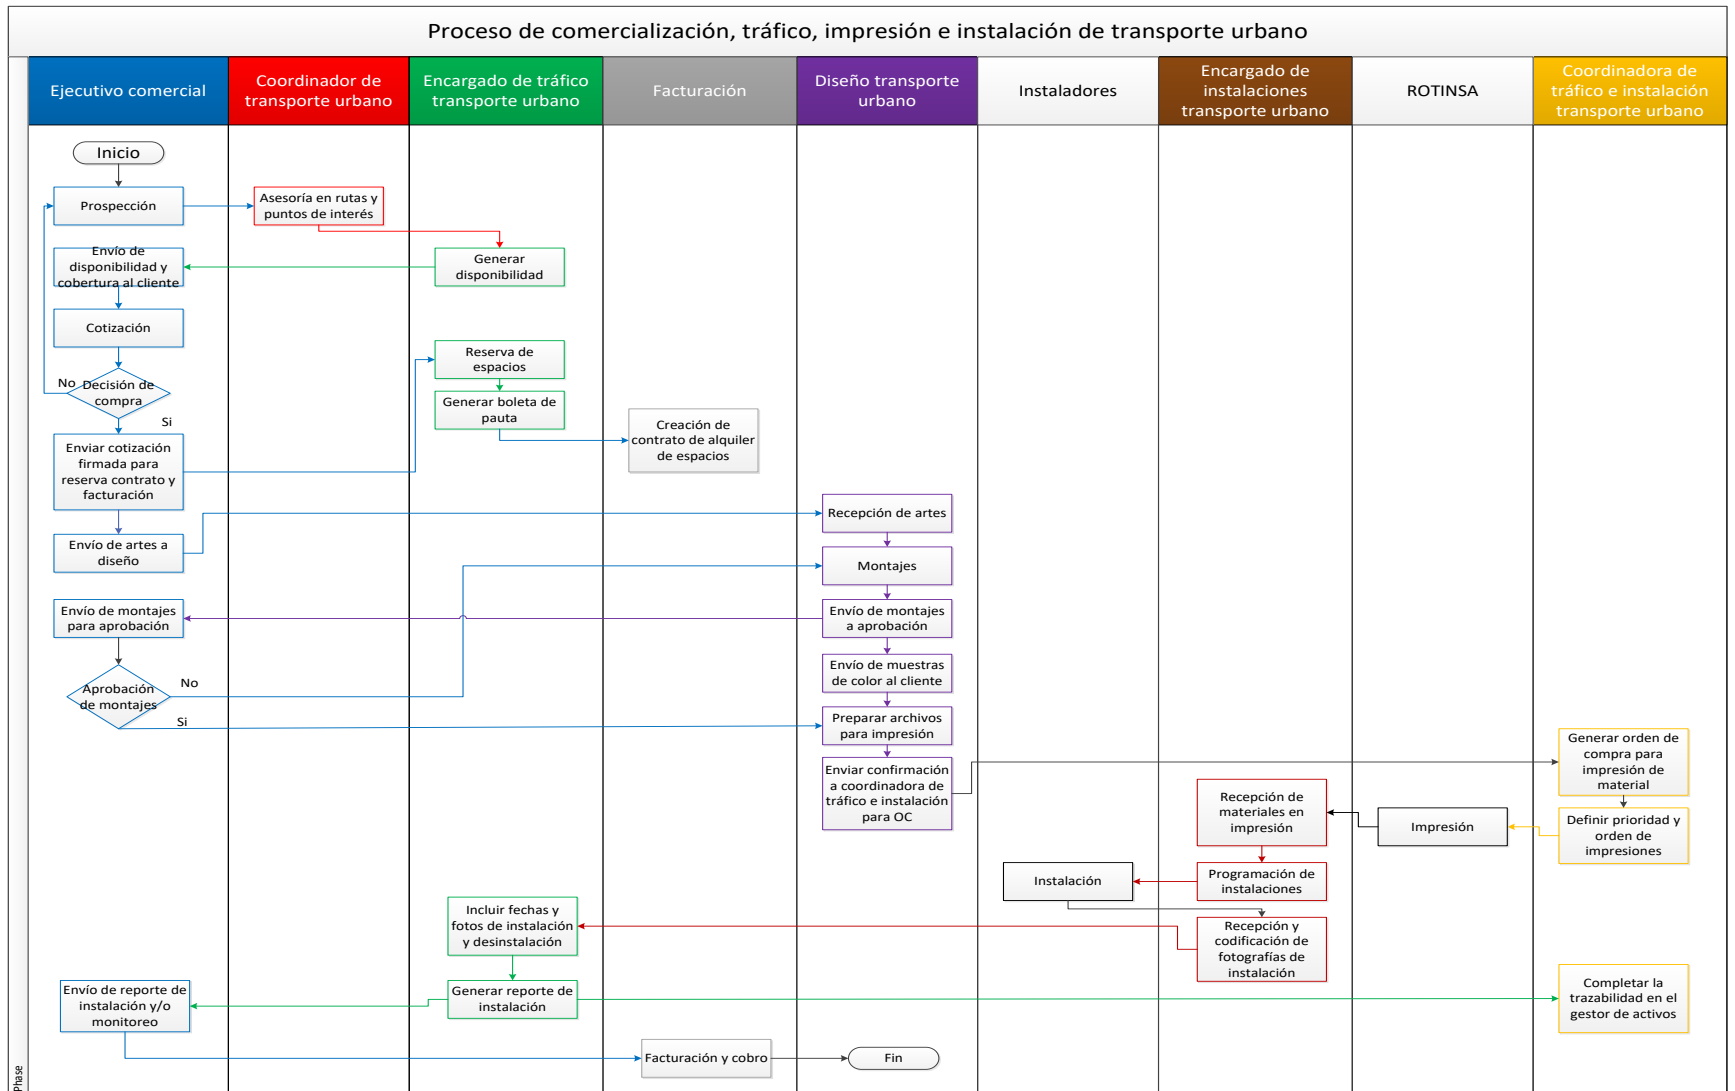 Proceso de comercialización, tráfico, impresión e instalación de transporte urbano
Ejecutivo comercial
Coordinador de
transporte urbano
Encargado de tráfico
transporte urbano
Facturación
Diseño transporte
urbano
Instaladores
Encargado de
instalaciones
transporte urbano
ROTINSA
Coordinadora de
tráfico e instalación
transporte urbano
Inicio
Prospección
Asesoría en rutas y
puntos de interés
Envío de
disponibilidad y
cobertura al cliente
Generar
disponibilidad
Cotización
Reserva de
espacios
No
Decisión de
compra
Generar boleta de
pauta
Si
Creación de
contrato de alquiler
de espacios
Enviar cotización
firmada para
reserva contrato y
facturación
Recepción de artes
Envío de artes a
diseño
Montajes
Envío de montajes
para aprobación
Envío de montajes
a aprobación
Envío de muestras
de color al cliente
No
Aprobación
de montajes
Si
Preparar archivos
para impresión
Generar orden de
compra para
impresión de
material
Enviar confirmación
a coordinadora de
tráfico e instalación
para OC
Recepción de
materiales en
impresión
Impresión
Definir prioridad y
orden de
impresiones
Instalación
Programación de
instalaciones
Incluir fechas y
fotos de instalación
y desinstalación
Recepción y
codificación de
fotografías de
instalación
Envío de reporte de
instalación y/o
monitoreo
Generar reporte de
instalación
Completar la
trazabilidad en el
gestor de activos
Facturación y cobro
Fin
Phase